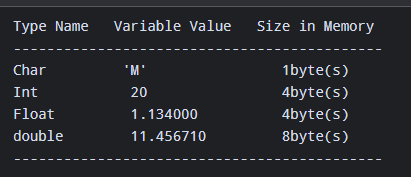 Type Name   Variable Value   Size in Memory
-------------------------------------------
Char         'M'                1byte(s)
Int           20                4byte(s)
Float         1.134000          4byte(s)
double        11.456710         8byte(s)
-------------------------------------------